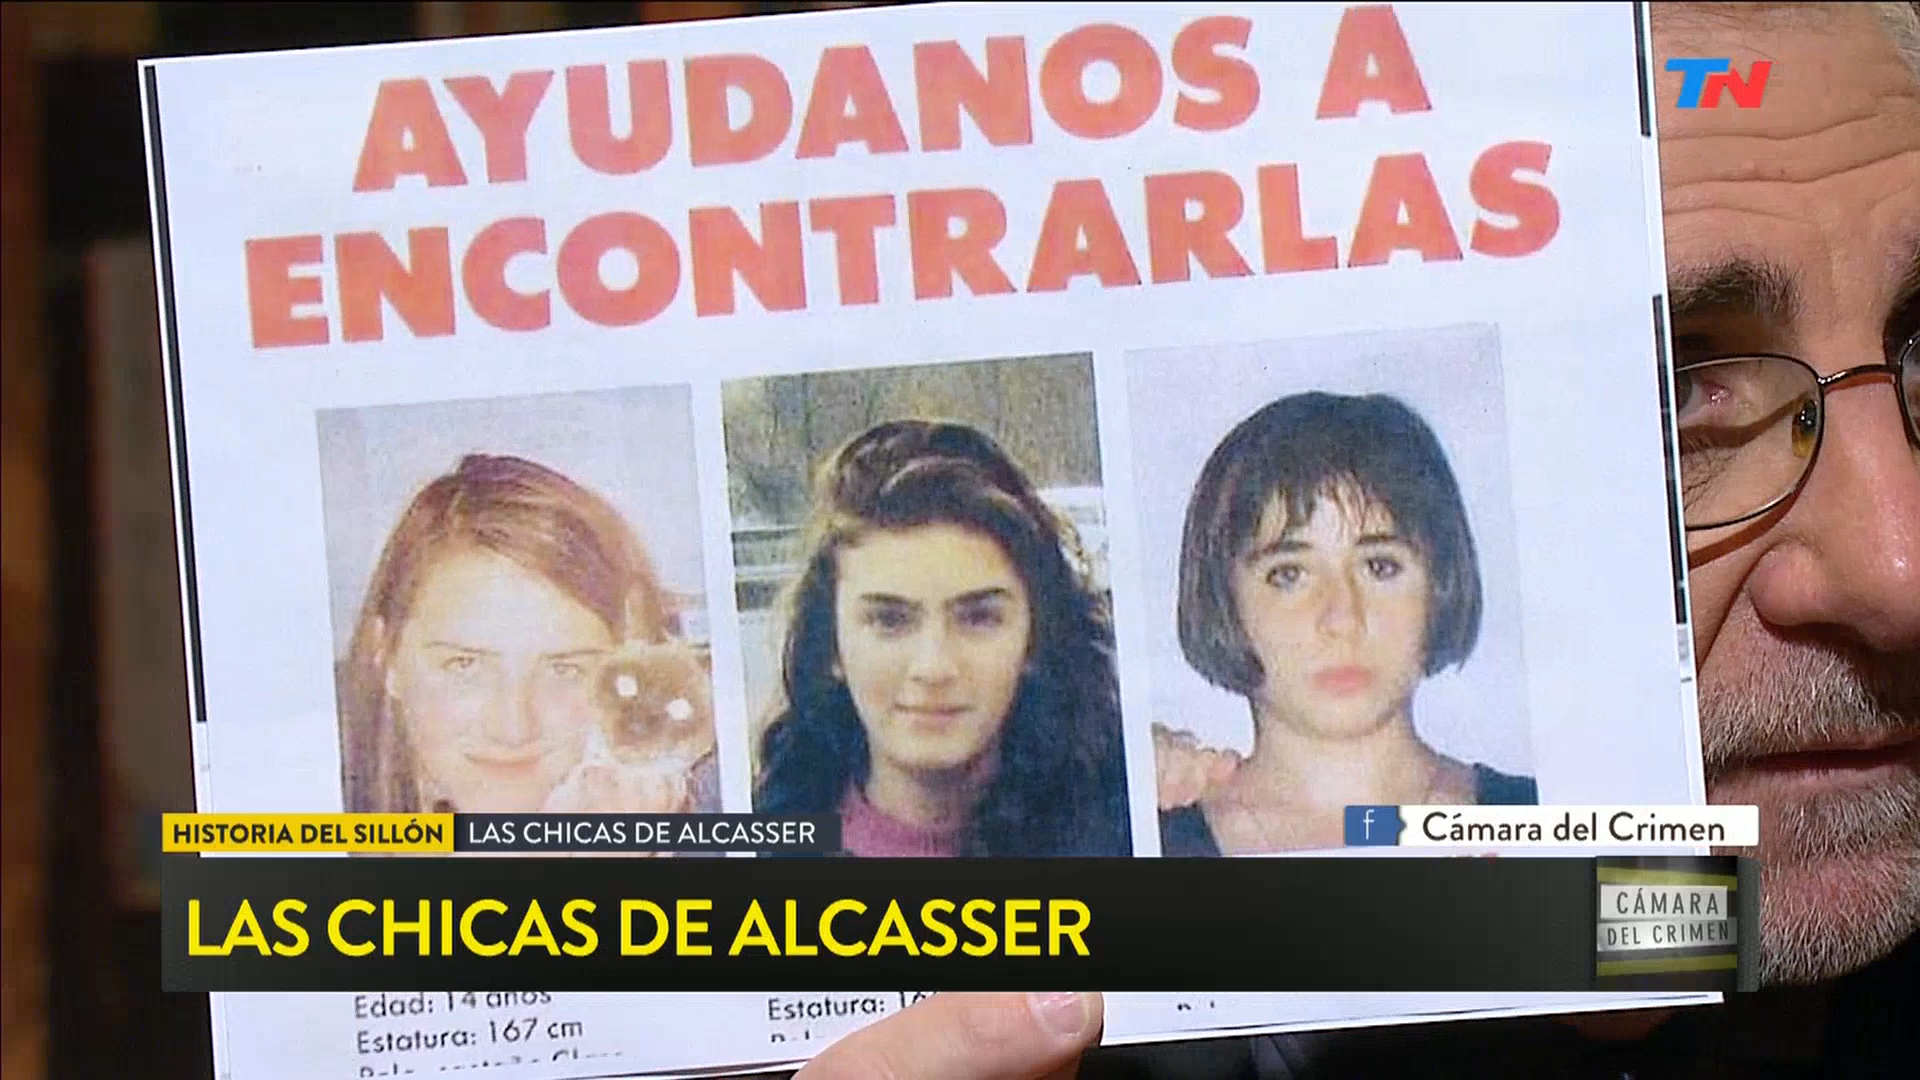 AYUDANOS A
ENCONTRARLAS
TN
HISTORIA DEL SILLÓN LAS CHICAS DE ALCASSER
f Cámara del Crimen
LAS CHICAS DE ALCASSER
CÁMARA
DEL CRIMEN
Edad: 14 años
Estatura: 167 cm
Estatura: